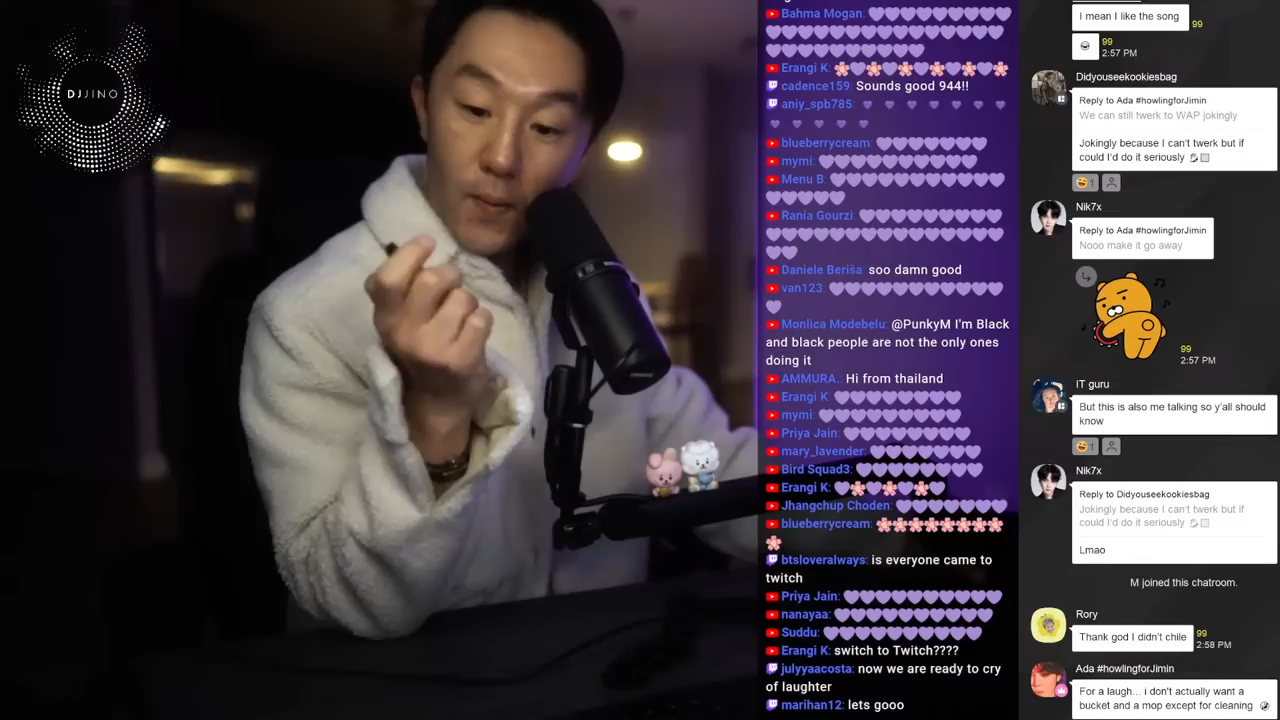 DJJINO
Bahma Mogan:
Erangi K:
cadence159: Sounds good 944!!
aniy_spb785:
blueberrycream:
mymi:
Menu B:
Rania Gourzi:
Daniele Beriša: soo damn good
van123:
Monlica Modebelu: @PunkyM I'm Black
and black people are not the only ones
doing it
AMMURA.: Hi from thailand
Erangi K:
mymi:
Priya Jain:
mary_lavender:
Bird Squad3:
Erangi K:
Jhangchup Choden:
blueberrycream:
btsloveralways: is everyone came to
twitch
Priya Jain:
nanayaa:
Suddu:
Erangi K: switch to Twitch????
julyyaacosta: now we are ready to cry
of laughter
marihan12: lets gooo
I mean I like the song
99
99
2:57 PM
Didyouseekookiesbag
Reply to Ada #howlingforJimin
We can still twerk to WAP jokingly
Jokingly because I can't twerk but if
could I'd do it seriously
1
Nik7x
Reply to Ada #howlingforJimin
Nooo make it go away
99
2:57 PM
IT guru
But this is also me talking so y'all should
know
1
Nik7x
Reply to Didyouseekookiesbag
Jokingly because I can't twerk but if
could I'd do it seriously
Lmao
M joined this chatroom.
Rory
Thank god I didn't chile
99
2:58 PM
Ada #howlingforJimin
For a laugh... i don't actually want a
bucket and a mop except for cleaning